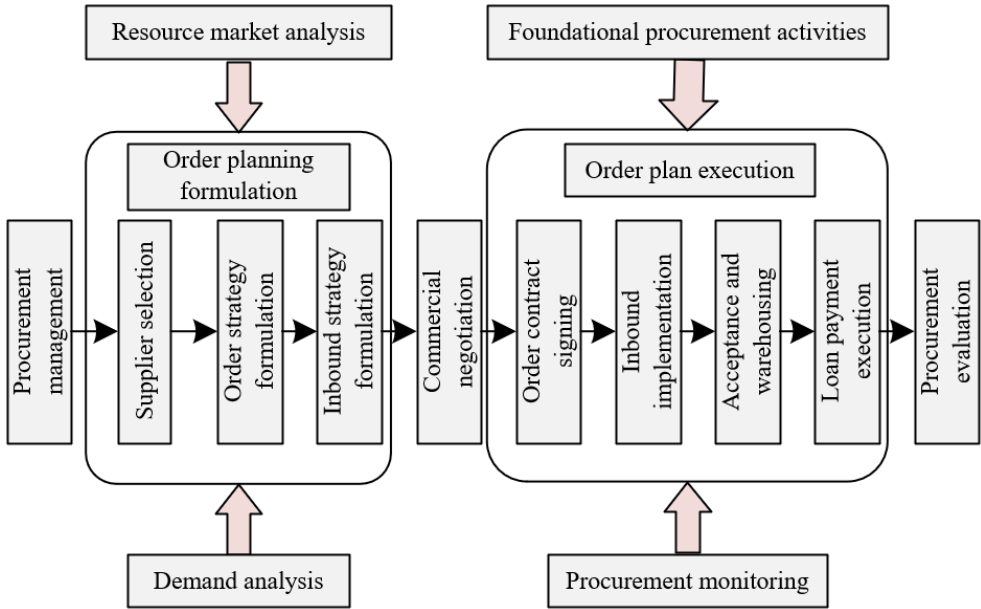 Resource market analysis
Foundational procurement activities
Order planning
formulation
Order plan execution
Procurement
management
Supplier selection
Order strategy
formulation
Inbound strategy
formulation
Commercial
negotiation
Order contract
signing
Inbound
implementation
Acceptance and
warehousing
Loan payment
execution
Procurement
evaluation
Demand analysis
Procurement monitoring